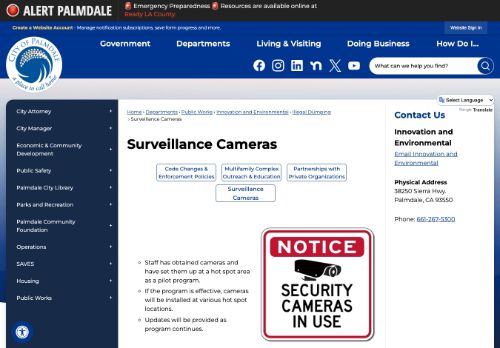 ALERT PALMDALE
🚨 Emergency Preparedness 🚨 Resources are available online at
Ready LA County.
Create a Website Account - Manage notification subscriptions, save form progress and more.
Website Sign In
CITY OF PALMDALE
a place to call home
Government
Departments
Living & Visiting
Doing Business
How Do I...
What can we help you find?
Select Language
Google Translate
City Attorney
City Manager
Economic & Community
Development
Public Safety
Palmdale City Library
Parks and Recreation
Palmdale Community
Foundation
Operations
SAVES
Housing
Public Works
Home › Departments › Public Works › Innovation and Environmental › Illegal Dumping
› Surveillance Cameras
Surveillance Cameras
Code Changes &
Enforcement Policies
Multifamily Complex
Outreach & Education
Partnerships with
Private Organizations
Surveillance
Cameras
Staff has obtained cameras and
have set them up at a hot spot area
as a pilot program.
If the program is effective, cameras
will be installed at various hot spot
locations.
Updates will be provided as
program continues.
NOTICE
SECURITY
CAMERAS
IN USE
Contact Us
Innovation and
Environmental
Email Innovation and
Environmental
Physical Address
38250 Sierra Hwy.
Palmdale, CA 93550
Phone: 661-267-5300